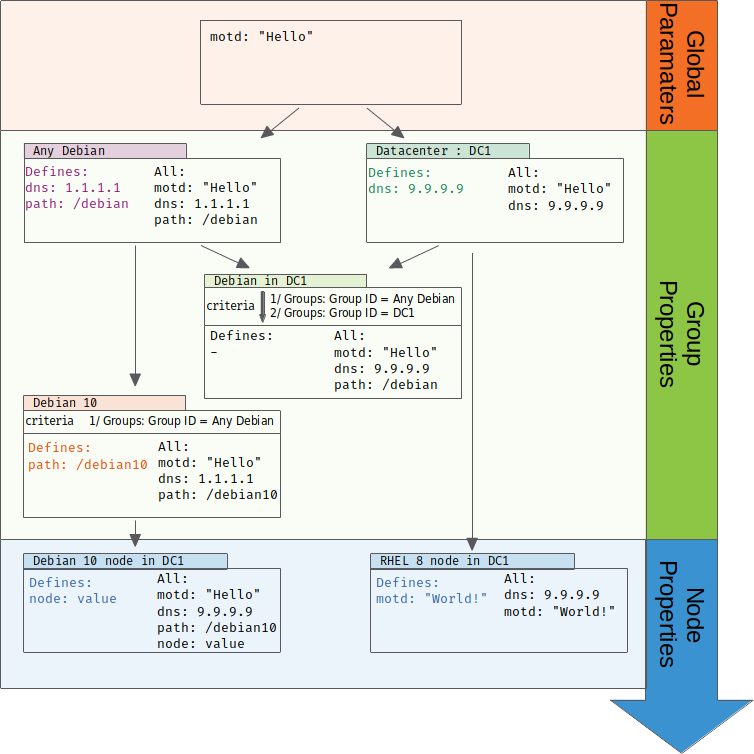 motd: "Hello"
Global
Paramaters
Any Debian
Defines:
dns: 1.1.1.1
path: /debian
All:
motd: "Hello"
dns: 1.1.1.1
path: /debian
Datacenter : DC1
Defines:
dns: 9.9.9.9
All:
motd: "Hello"
dns: 9.9.9.9
Debian in DC1
criteria
1/ Groups: Group ID = Any Debian
2/ Groups: Group ID = DC1
Defines:
–
All:
motd: "Hello"
dns: 9.9.9.9
path: /debian
Group
Properties
Debian 10
criteria
1/ Groups: Group ID = Any Debian
Defines:
path: /debian10
All:
motd: "Hello"
dns: 1.1.1.1
path: /debian10
Debian 10 node in DC1
Defines:
node: value
All:
motd: "Hello"
dns: 9.9.9.9
path: /debian10
node: value
RHEL 8 node in DC1
Defines:
motd: "World!"
All:
dns: 9.9.9.9
motd: "World!"
Node
Properties